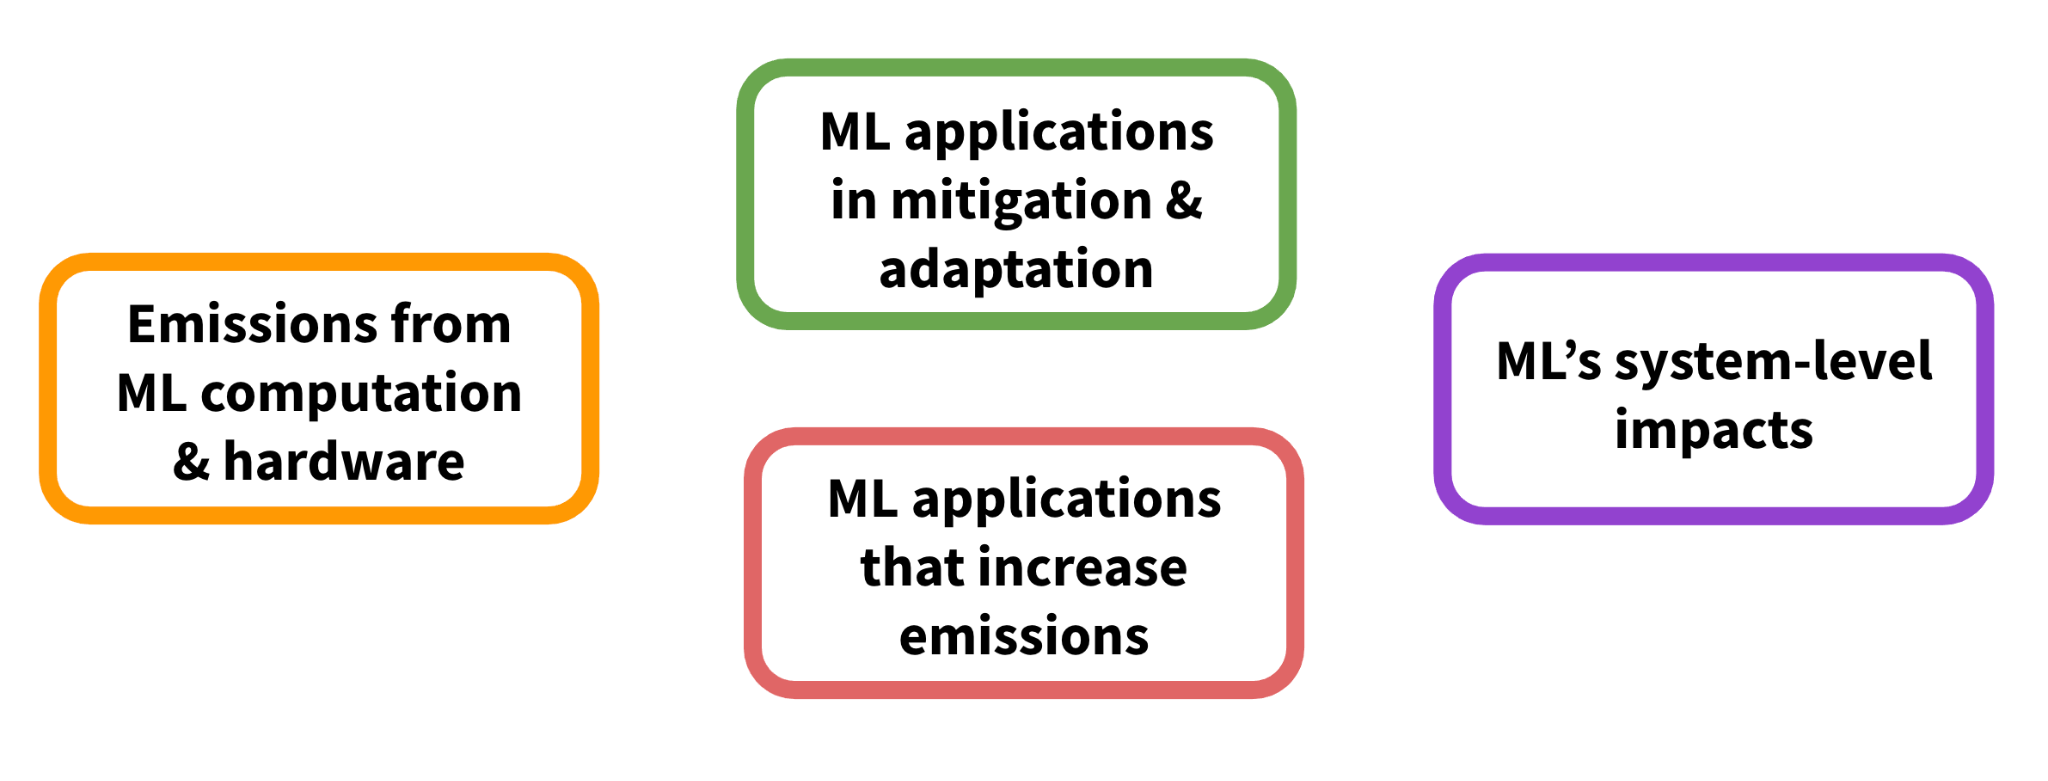 Emissions from
ML computation
& hardware
ML applications
in mitigation &
adaptation
ML applications
that increase
emissions
ML’s system-level
impacts